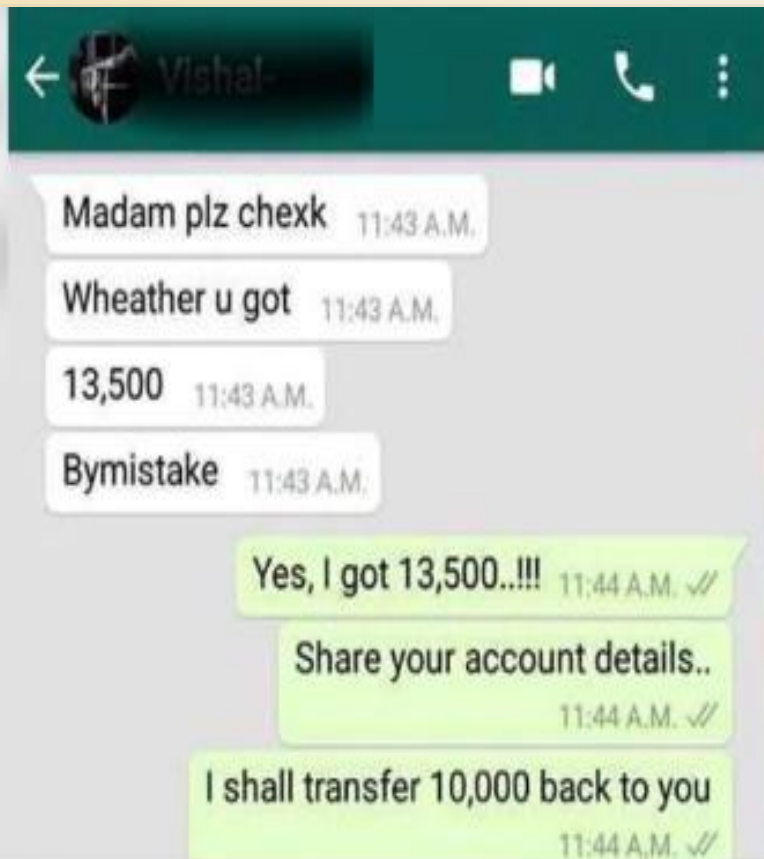 Vishal-
Madam plz chexk 11:43 A.M.
Wheather u got 11:43 A.M.
13,500 11:43 A.M.
Bymistake 11:43 A.M.
Yes, I got 13,500..!!! 11:44 A.M.
Share your account details..
11:44 A.M.
I shall transfer 10,000 back to you
11:44 A.M.